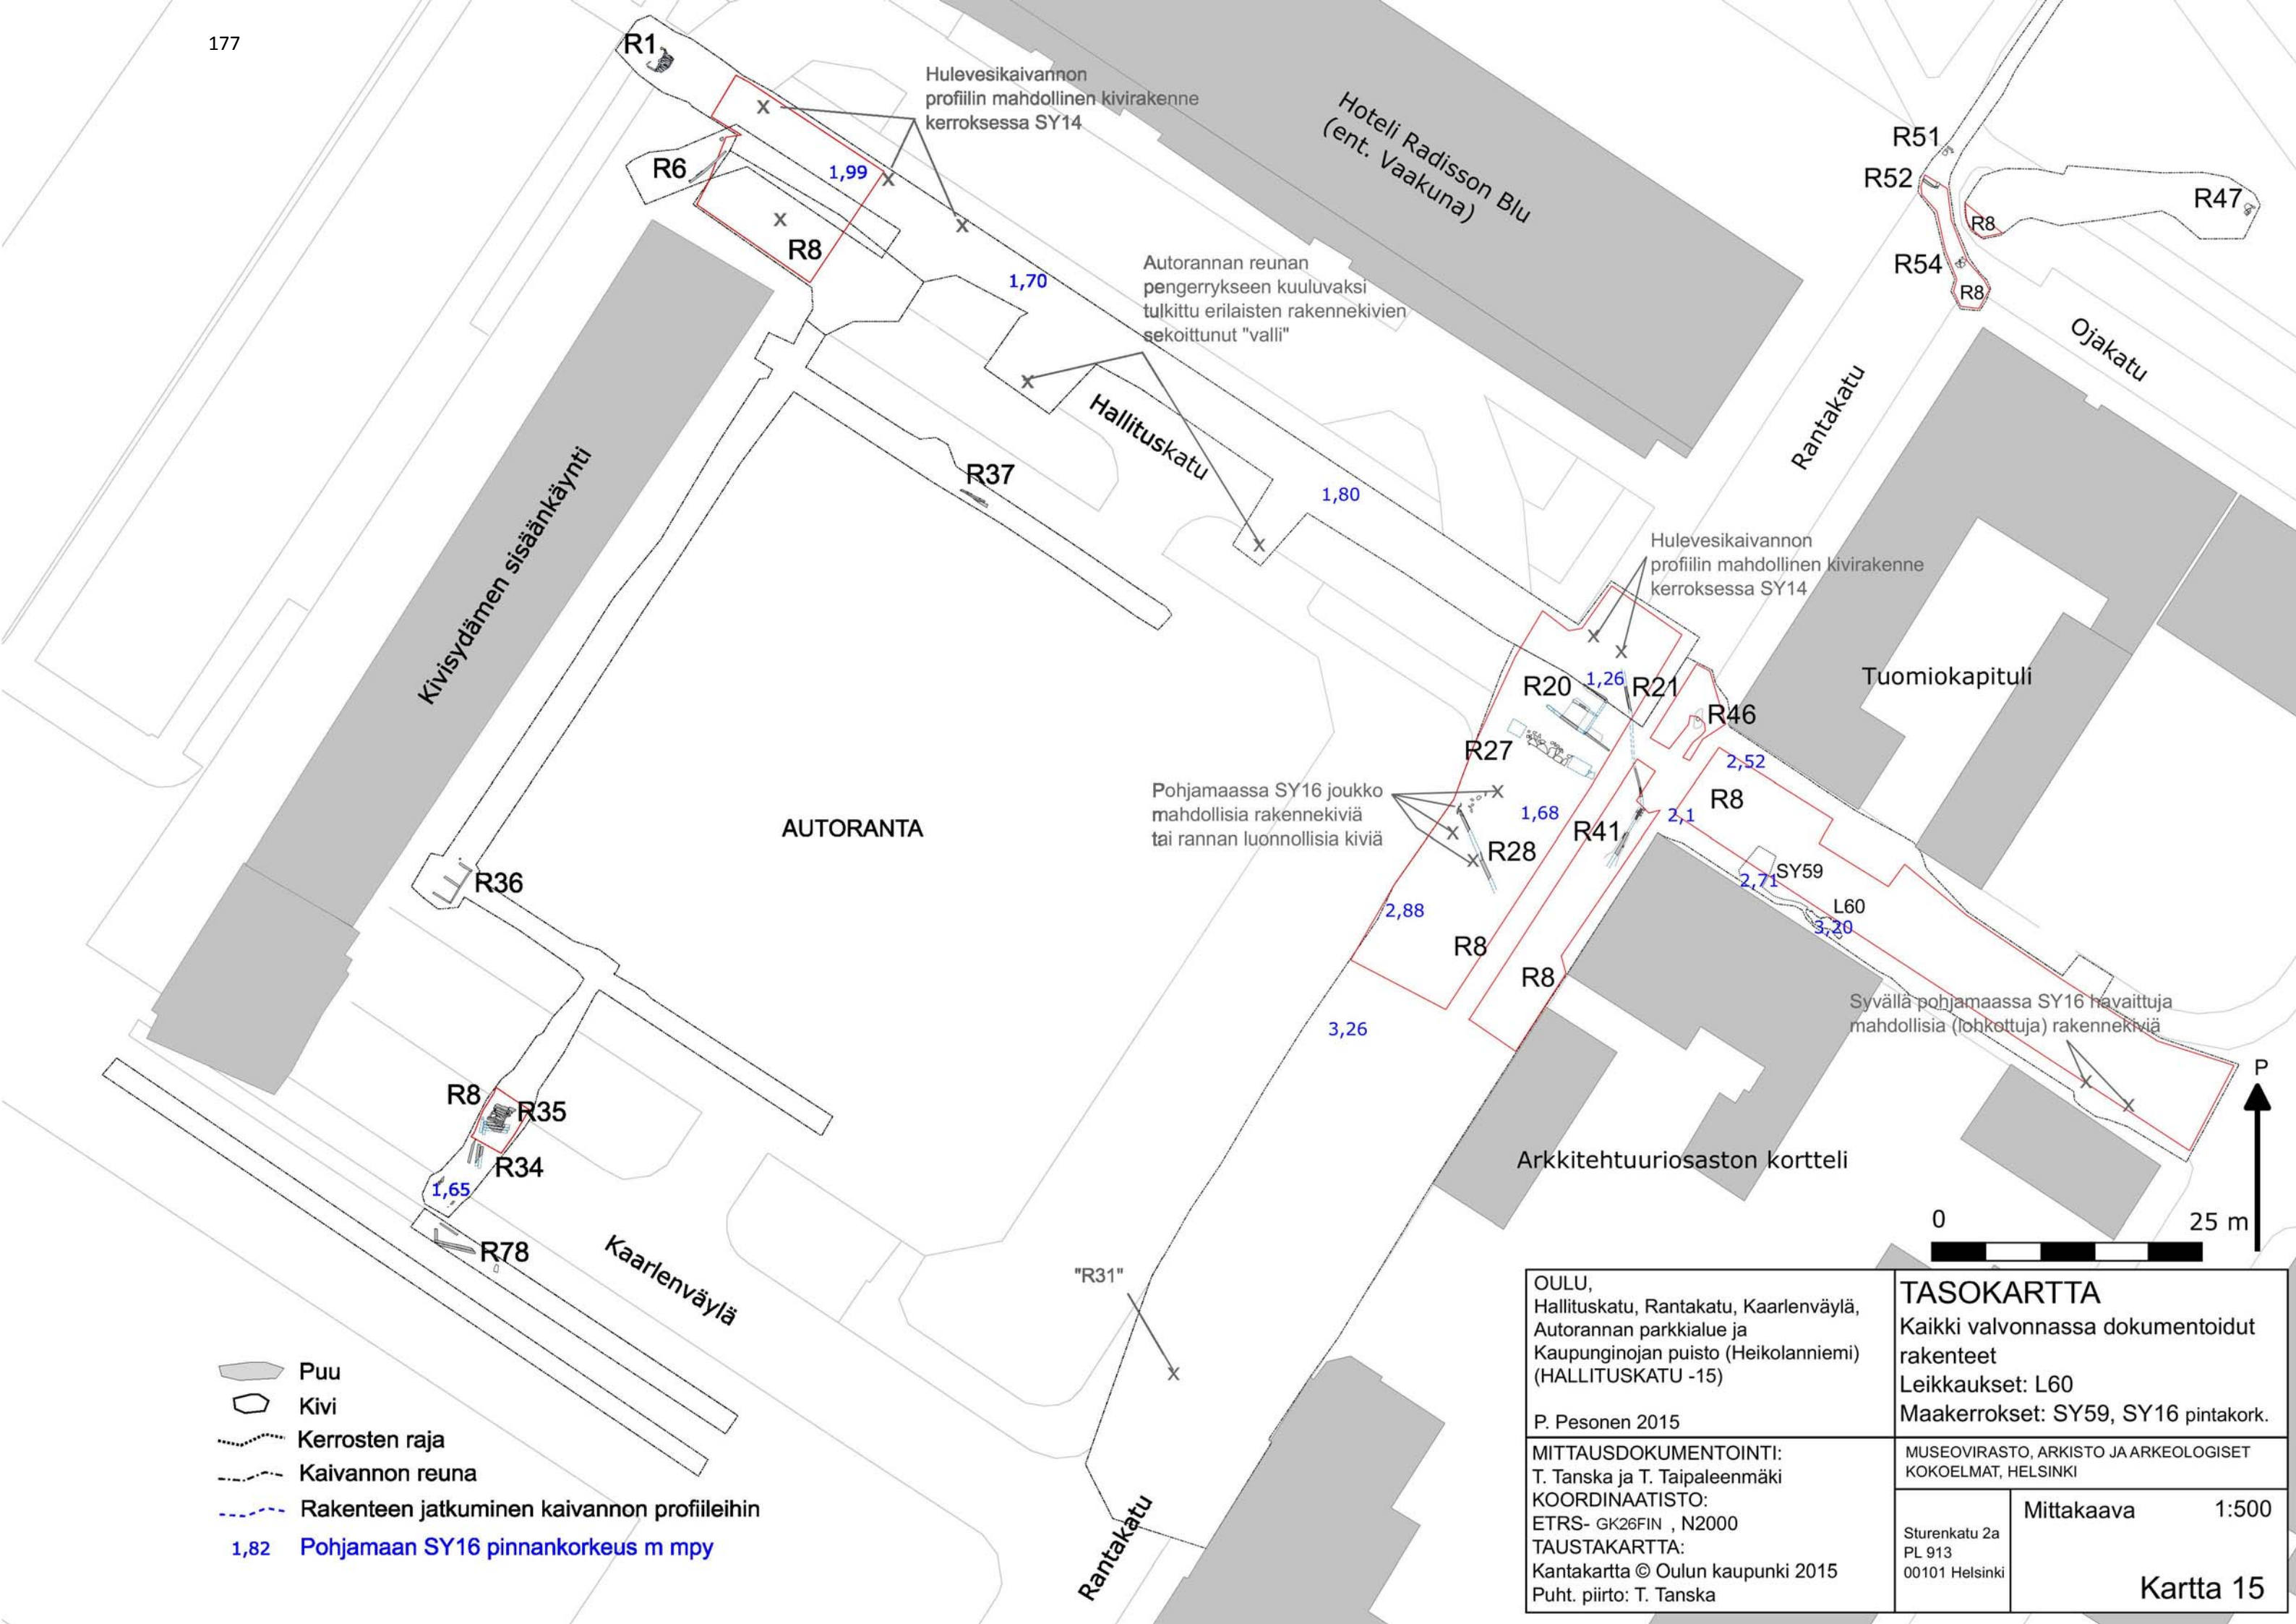 177
R1
Hulevesikaivannon
profiilin mahdollinen kivirakenne
kerroksessa SY14
X
X
X
R6
1,99
X
R8
Hoteli Radisson Blu
(ent. Vaakuna)
R51
R52
R47
R8
R54
R8
1,70
Autorannan reunan
pengerrykseen kuuluvaksi
tulkittu erilaisten rakennekivien
sekoittunut "valli"
X
X
Hallituskatu
Rantakatu
Ojakatu
R37
1,80
Kivisydämen sisäänkäynti
Hulevesikaivannon
profiilin mahdollinen kivirakenne
kerroksessa SY14
X
X
Tuomiokapituli
R20
1,26
R21
R46
R27
2,52
Pohjamaassa SY16 joukko
mahdollisia rakennekiviä
tai rannan luonnollisia kiviä
X
X
X
1,68
R41
2,1
R8
AUTORANTA
R28
SY59
2,71
R36
2,88
L60
3,20
R8
R8
3,26
Syvällä pohjamaassa SY16 havaittuja
mahdollisia (lohkottuja) rakennekiviä
X
X
P
R8
R35
R34
1,65
R78
Kaarlenväylä
Arkkitehtuuriosaston kortteli
0
25 m
"R31"
X
Rantakatu
Puu
Kivi
Kerrosten raja
Kaivannon reuna
Rakenteen jatkuminen kaivannon profiileihin
1,82 Pohjamaan SY16 pinnankorkeus m mpy
OULU,
Hallituskatu, Rantakatu, Kaarlenväylä,
Autorannan parkkialue ja
Kaupunginojan puisto (Heikolanniemi)
(HALLITUSKATU -15)
P. Pesonen 2015
TASOKARTTA
Kaikki valvonnassa dokumentoidut
rakenteet
Leikkaukset: L60
Maakerrokset: SY59, SY16 pintakork.
MITTAUSDOKUMENTOINTI:
T. Tanska ja T. Taipaleenmäki
KOORDINAATISTO:
ETRS- GK26FIN , N2000
TAUSTAKARTTA:
Kantakartta © Oulun kaupunki 2015
Puht. piirto: T. Tanska
MUSEOVIRASTO, ARKISTO JA ARKEOLOGISET
KOKOELMAT, HELSINKI
Sturenkatu 2a
PL 913
00101 Helsinki
Mittakaava 1:500
Kartta 15